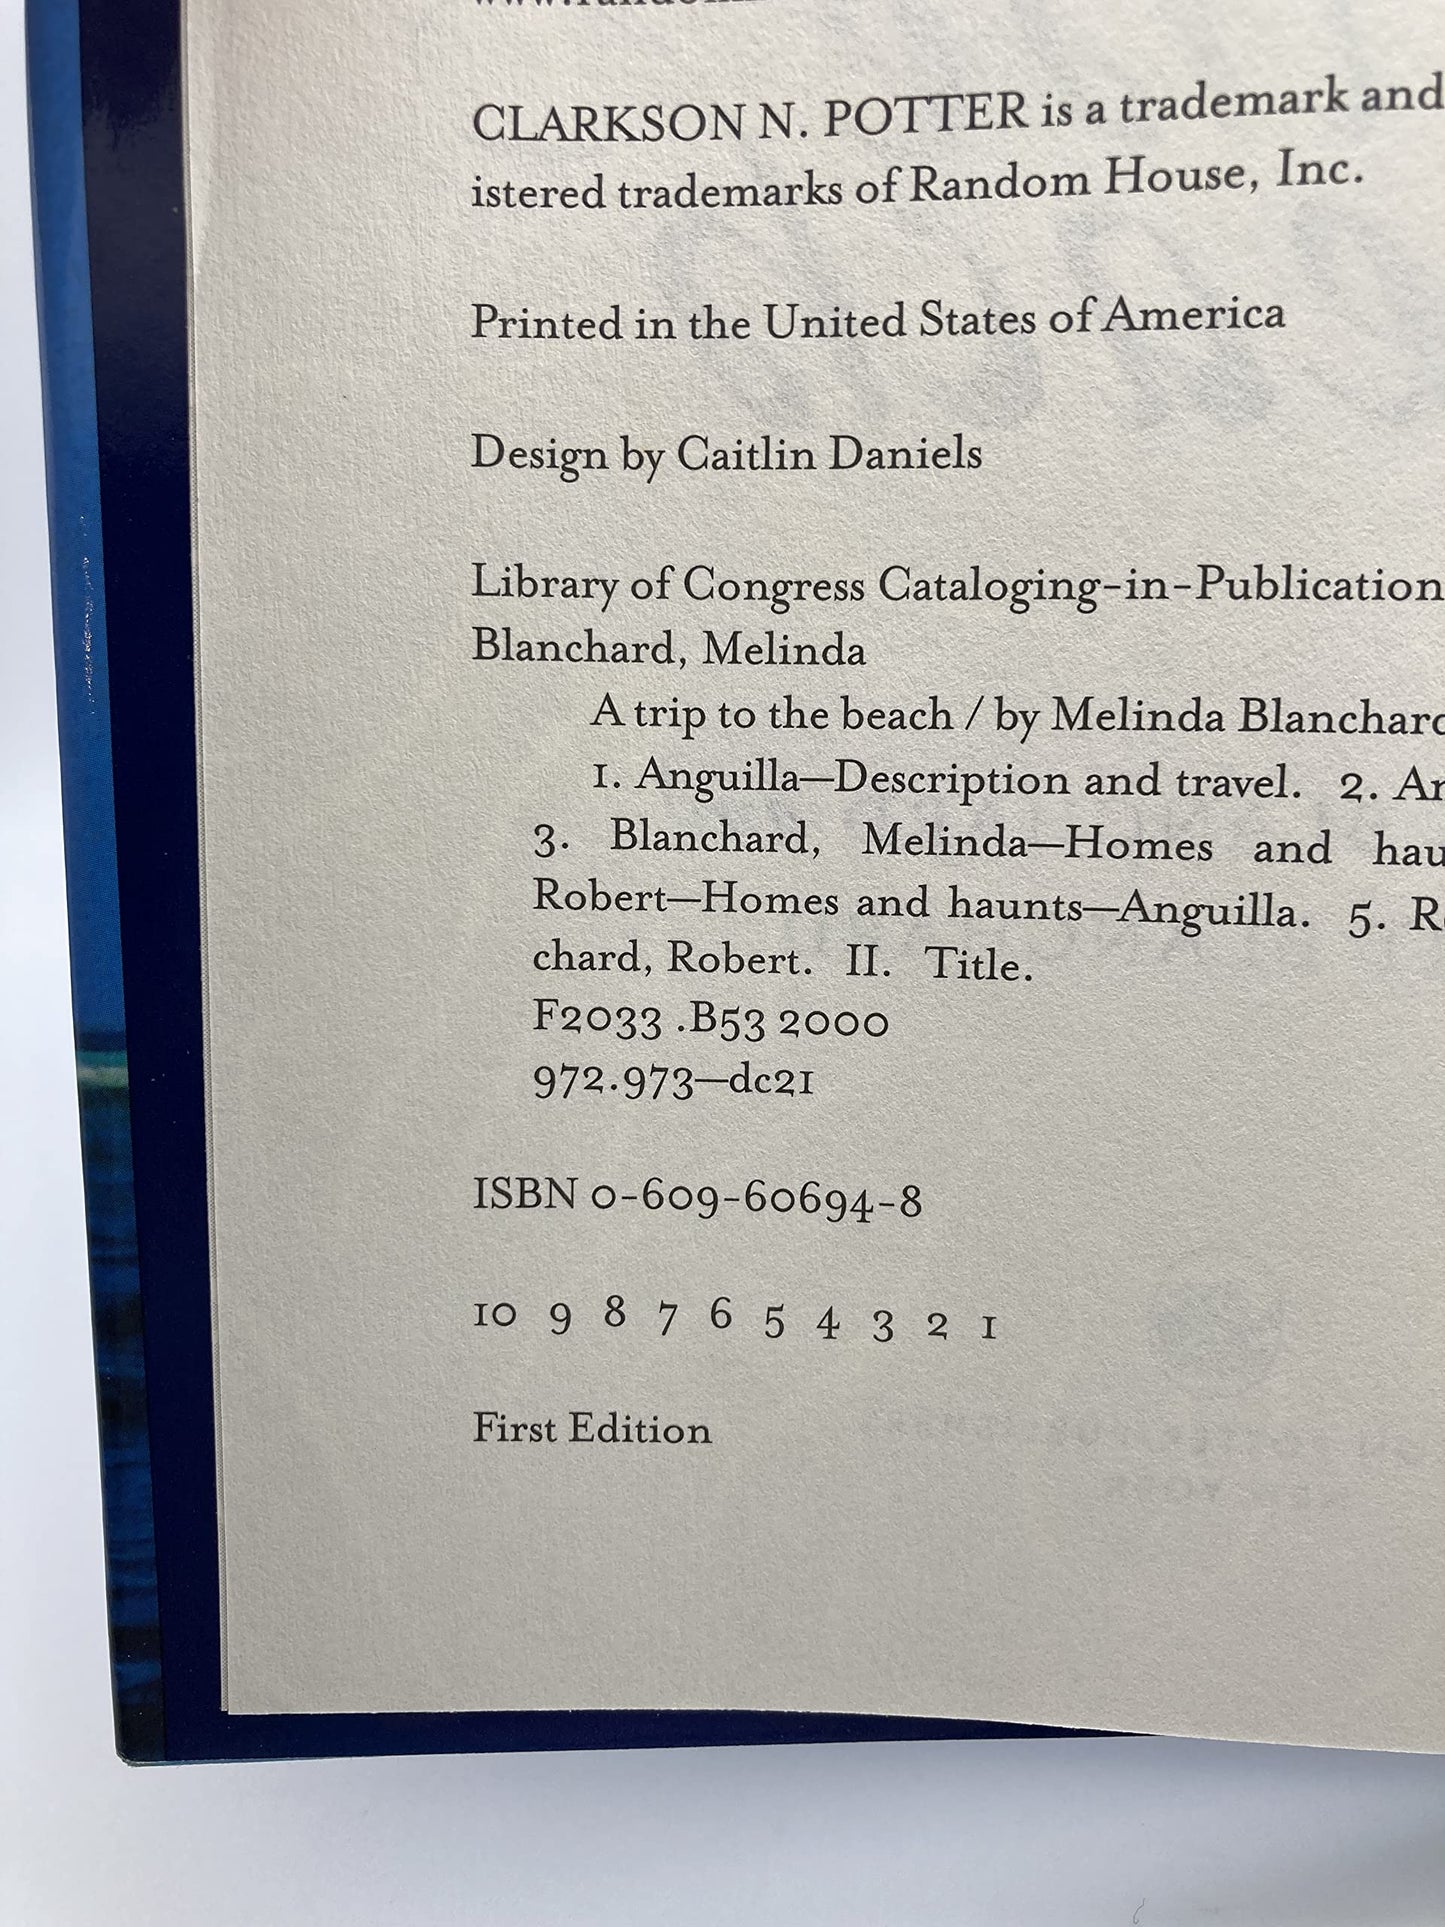 CLARKSON N. POTTER is a trademark and
istered trademarks of Random House, Inc.
Printed in the United States of America
Design by Caitlin Daniels
Library of Congress Cataloging-in-Publication
Blanchard, Melinda
A trip to the beach / by Melinda Blanchard
1. Anguilla—Description and travel. 2. An
3. Blanchard, Melinda—Homes and hau
Robert—Homes and haunts—Anguilla. 5. R
chard, Robert. II. Title.
F2033 .B53 2000
972.973—dc21
ISBN 0-609-60694-8
10 9 8 7 6 5 4 3 2 1
First Edition